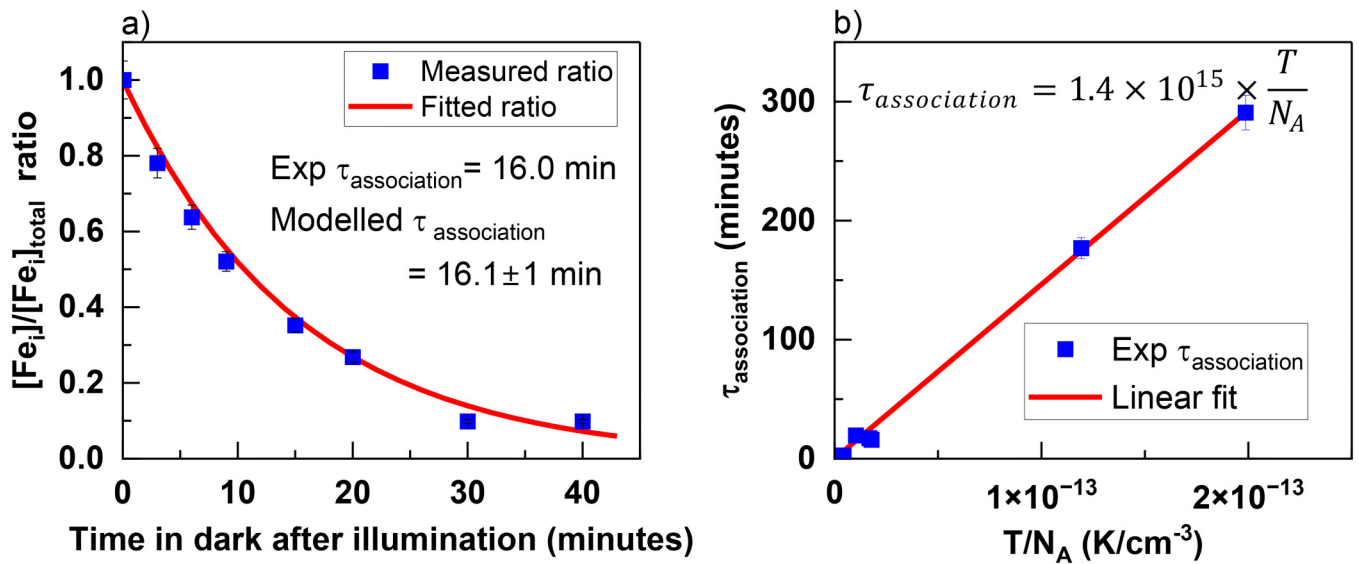 a)
Measured ratio
Fitted ratio
Exp τassociation= 16.0 min
Modelled τ association
= 16.1±1 min
[Fei]/[Fei]total ratio
1.0
0.8
0.6
0.4
0.2
0.0
0 10 20 30 40
Time in dark after illumination (minutes)
b)
τassociation = 1.4 × 10¹⁵ × T/NA
Exp τassociation
Linear fit
τassociation (minutes)
300
200
100
0
0 1×10⁻¹³ 2×10⁻¹³
T/NA (K/cm⁻³)